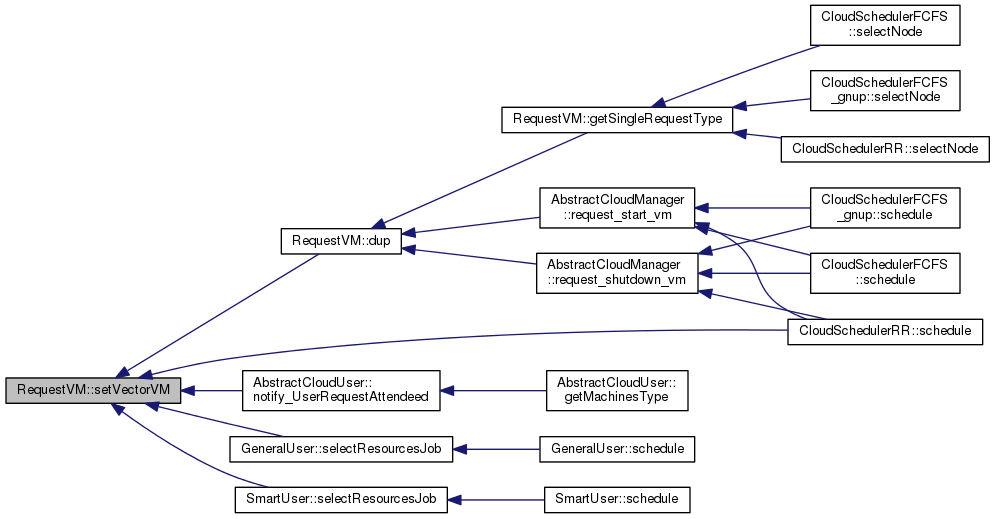 CloudSchedulerFCFS
::selectNode
CloudSchedulerFCFS
_gnup::selectNode
RequestVM::getSingleRequestType
CloudSchedulerRR::selectNode
AbstractCloudManager
::request_start_vm
CloudSchedulerFCFS
_gnup::schedule
RequestVM::dup
AbstractCloudManager
::request_shutdown_vm
CloudSchedulerFCFS
::schedule
CloudSchedulerRR::schedule
RequestVM::setVectorVM
AbstractCloudUser::
notify_UserRequestAttendeed
AbstractCloudUser::
getMachinesType
GeneralUser::selectResourcesJob
GeneralUser::schedule
SmartUser::selectResourcesJob
SmartUser::schedule